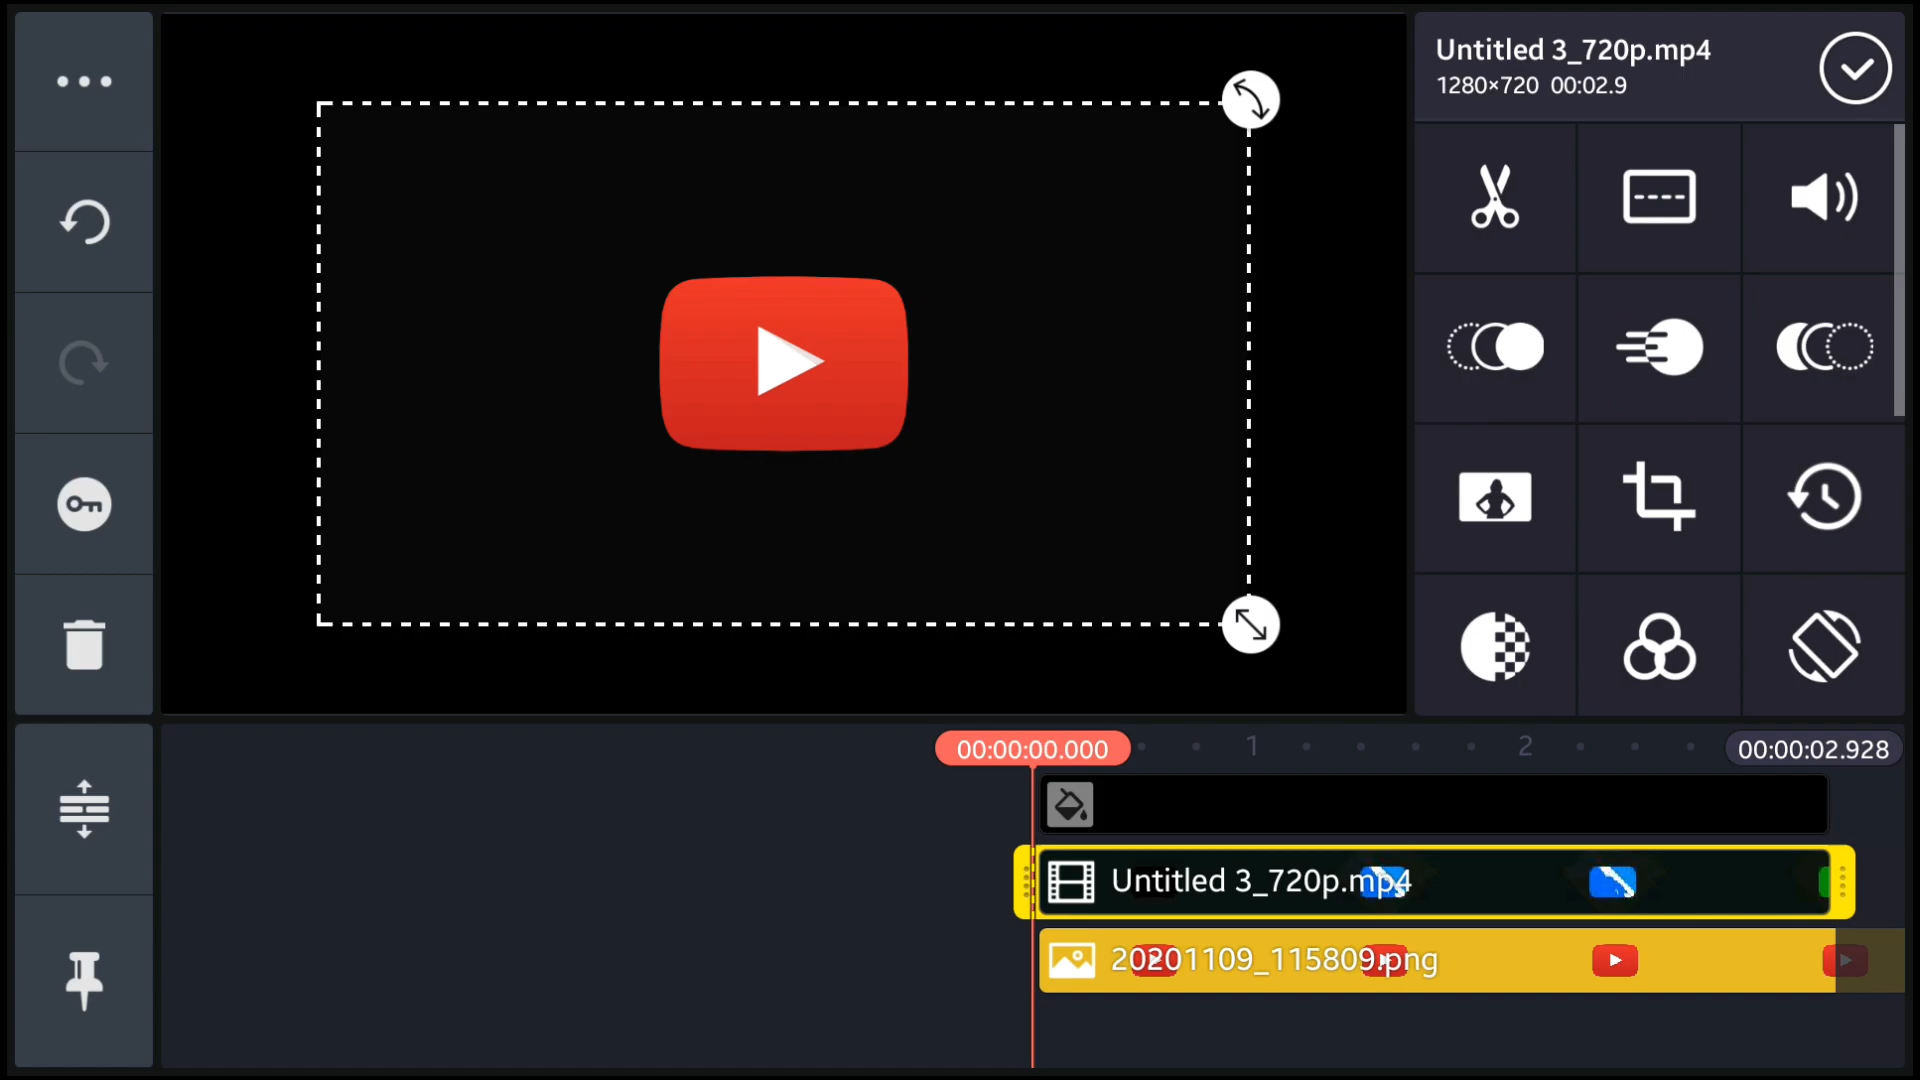 Untitled 3_720p.mp4
1280×720 00:02.9
00:00:00.000
1
2
00:00:02.928
Untitled 3_720p.mp4
20201109_115809.png